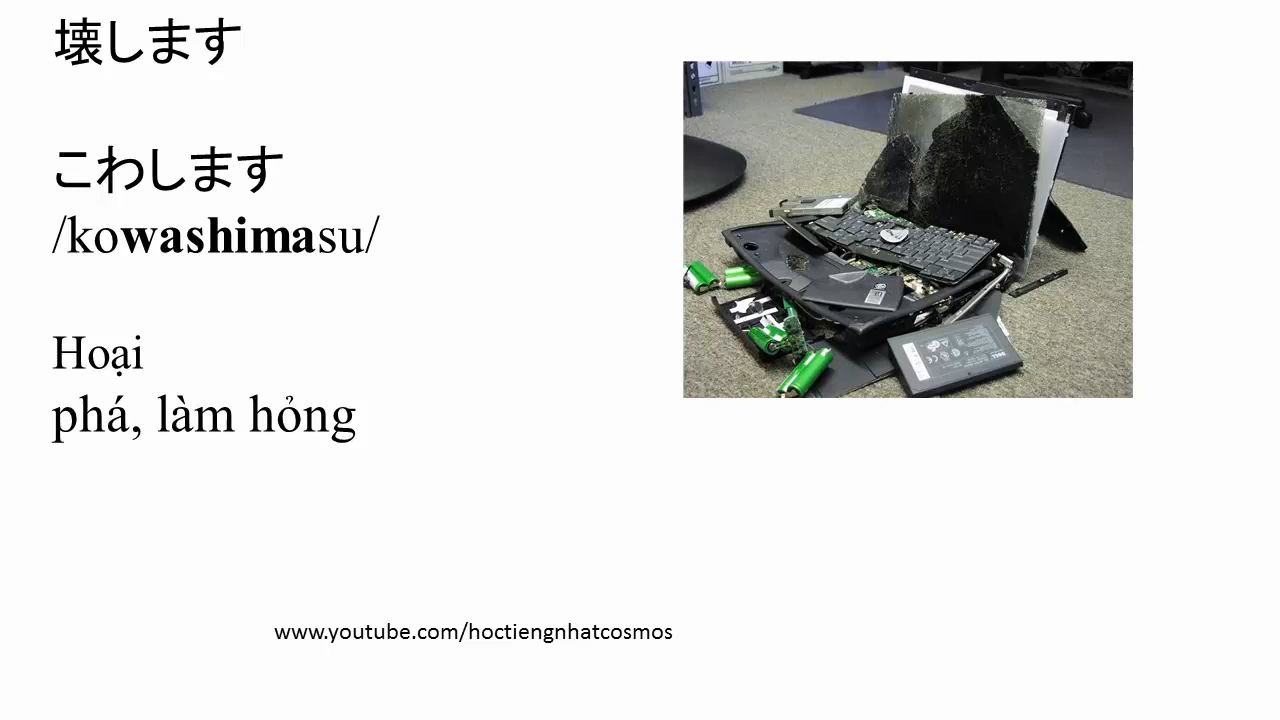 壊します
こわします
/kowashimasu/
Hoại
phá, làm hỏng
www.youtube.com/hoctiengnhatcosmos